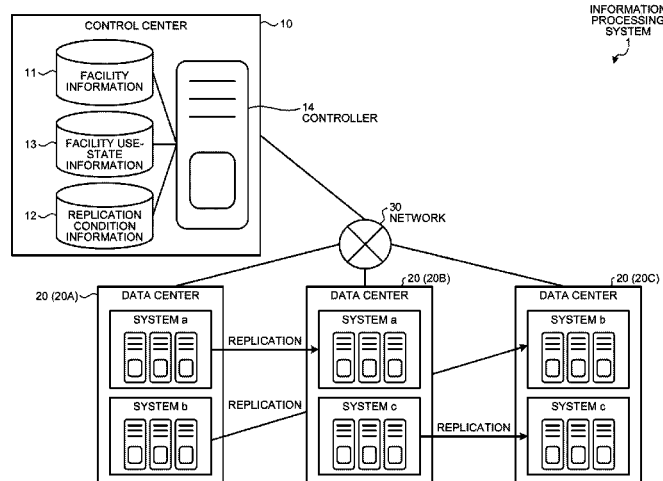 INFORMATION
PROCESSING
SYSTEM
1
CONTROL CENTER
10
11
FACILITY
INFORMATION
13
FACILITY USE-
STATE
INFORMATION
12
REPLICATION
CONDITION
INFORMATION
14
CONTROLLER
30
NETWORK
20 (20A)
DATA CENTER
SYSTEM a
SYSTEM b
REPLICATION
REPLICATION
20 (20B)
DATA CENTER
SYSTEM a
SYSTEM c
REPLICATION
20 (20C)
DATA CENTER
SYSTEM b
SYSTEM c